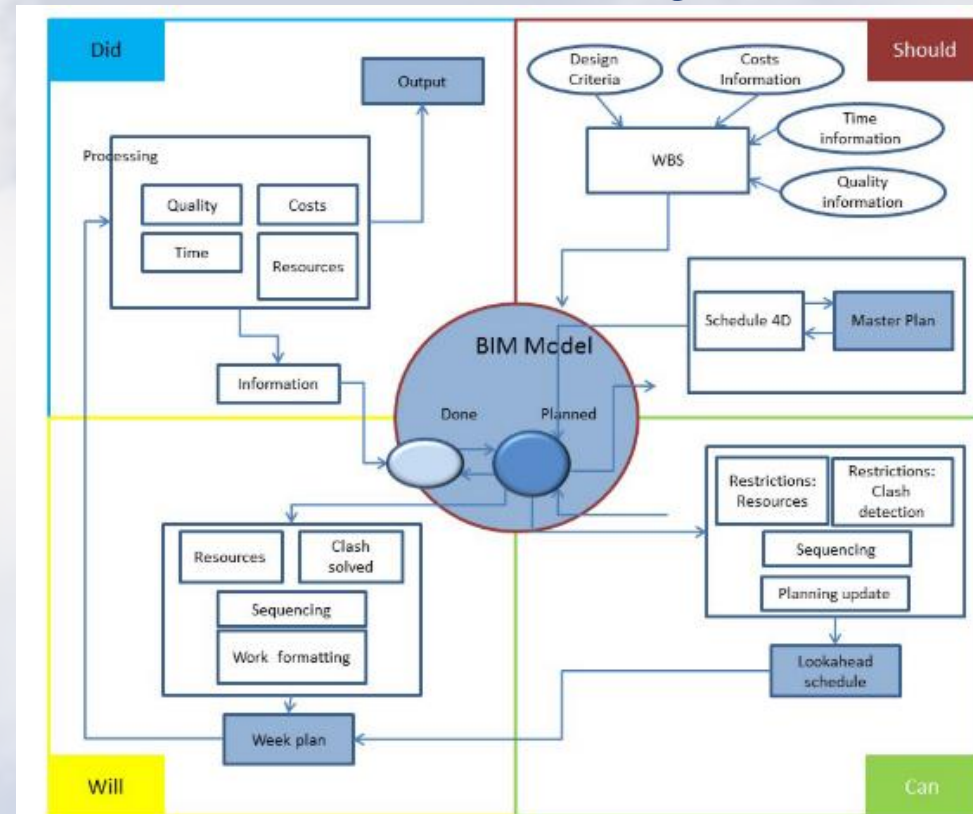 Did
Output
Processing
Quality
Costs
Time
Resources
Information
Should
Design
Criteria
Costs
Information
Time
information
Quality
information
WBS
Schedule 4D
Master Plan
BIM Model
Done
Planned
Resources
Clash
solved
Sequencing
Work formatting
Week plan
Will
Restrictions:
Resources
Restrictions:
Clash
detection
Sequencing
Planning update
Lookahead
schedule
Can